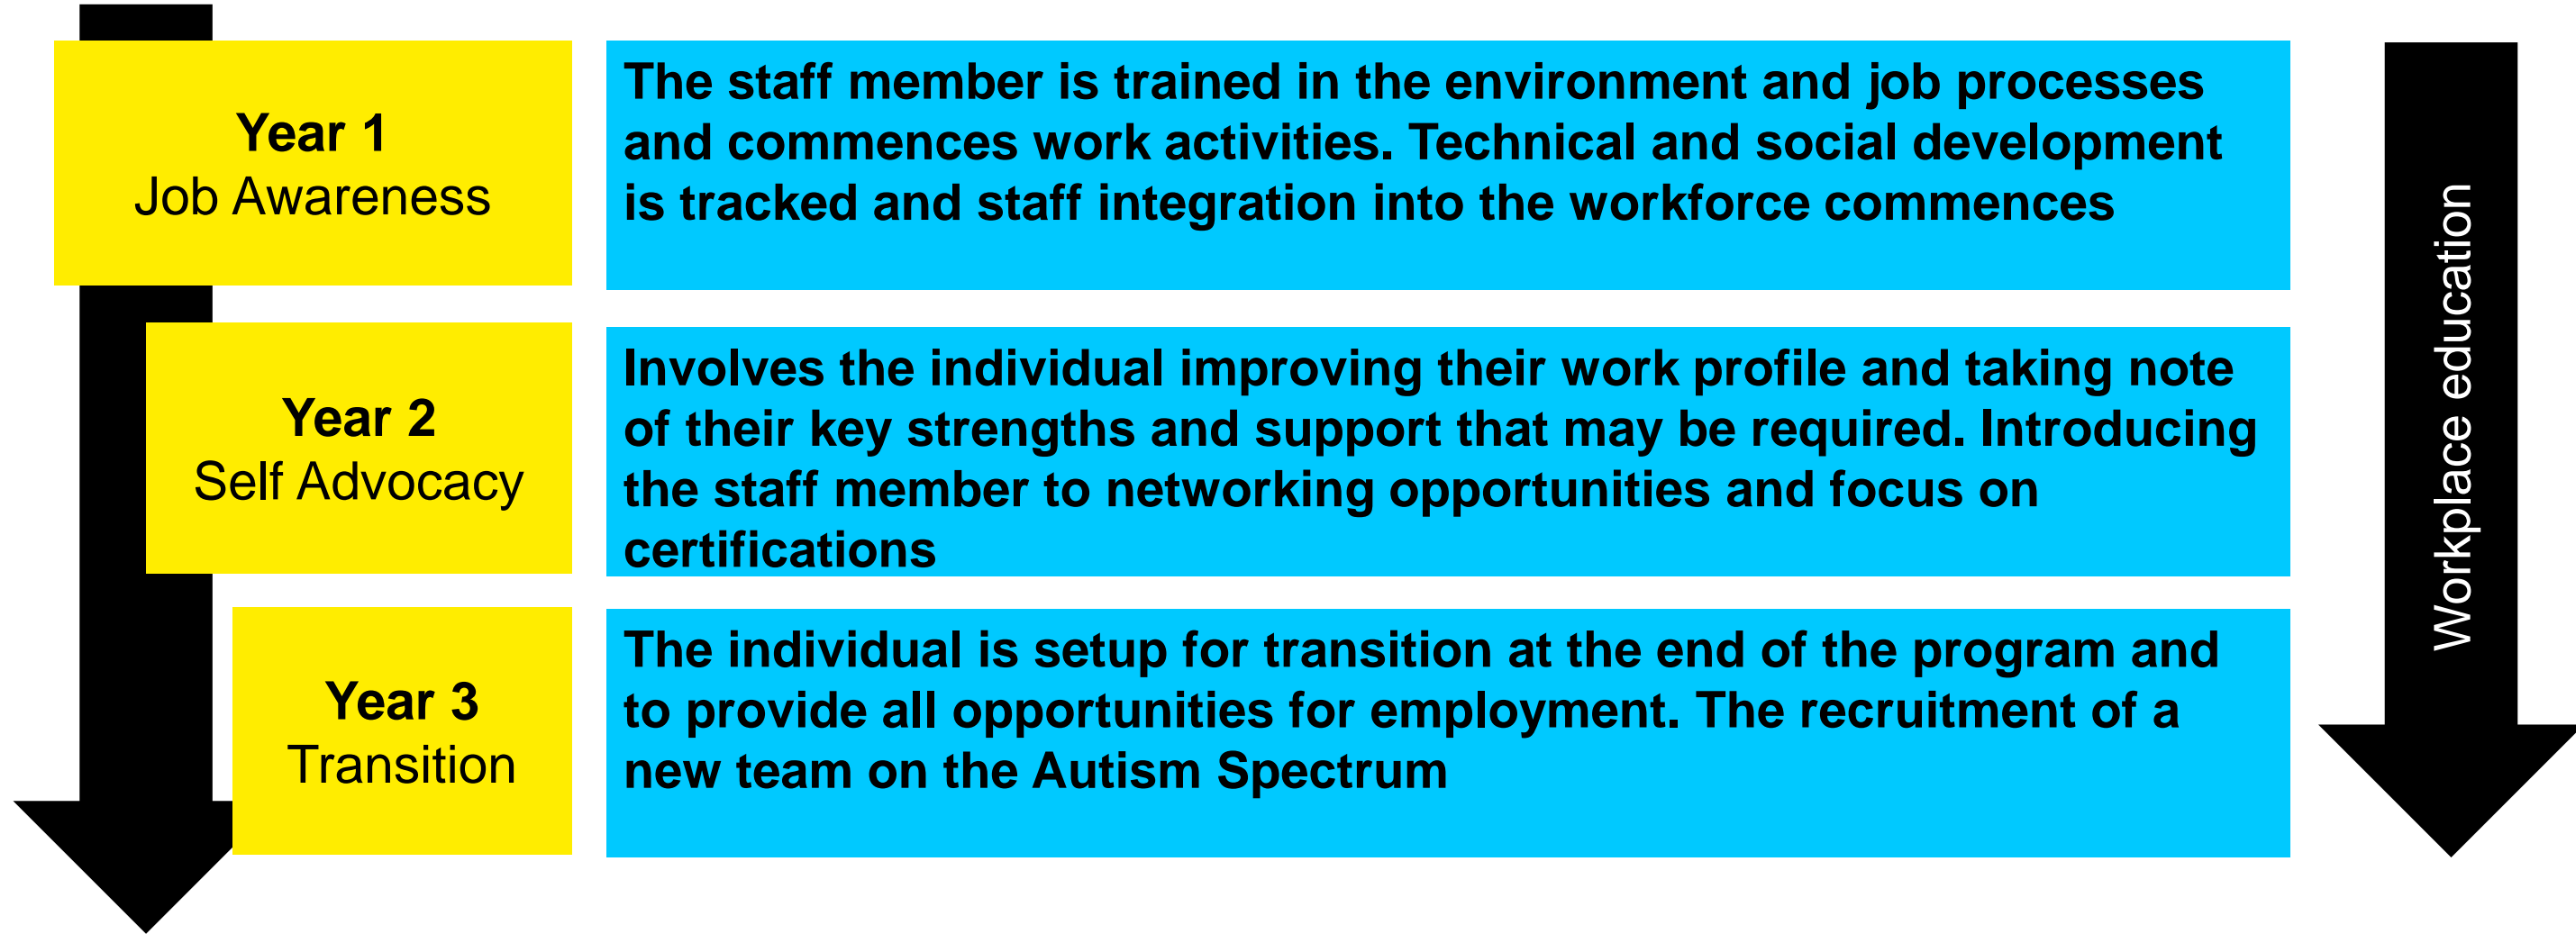 Year 1
Job Awareness
The staff member is trained in the environment and job processes
and commences work activities. Technical and social development
is tracked and staff integration into the workforce commences
Year 2
Self Advocacy
Involves the individual improving their work profile and taking note
of their key strengths and support that may be required. Introducing
the staff member to networking opportunities and focus on
certifications
Year 3
Transition
The individual is setup for transition at the end of the program and
to provide all opportunities for employment. The recruitment of a
new team on the Autism Spectrum
Workplace education